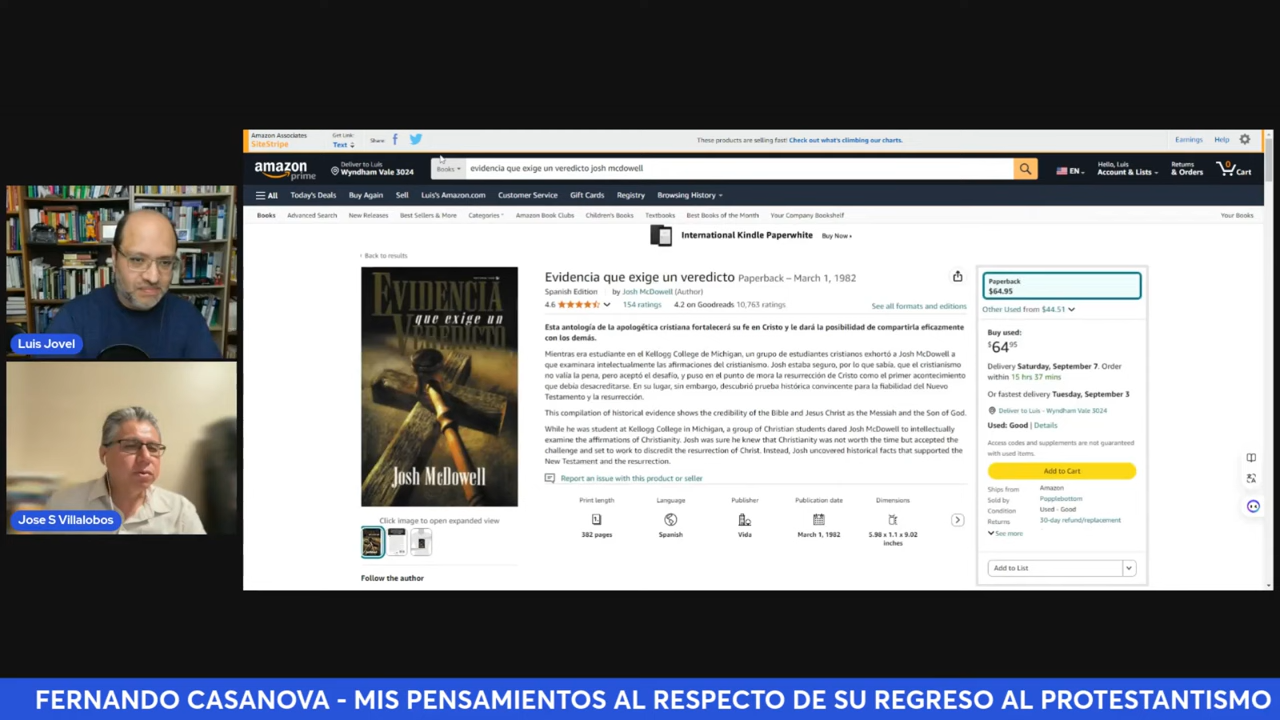 Amazon Associates
SiteStripe
Get Link:
Text
Share:
These products are selling fast! Check out what's climbing our charts.
Earnings
Help
amazon
prime
Deliver to Luis
Wyndham Vale 3024
Books
evidencia que exige un veredicto josh mcdowell
EN
Hello, Luis
Account & Lists
Returns
& Orders
0
Cart
All
Today's Deals
Buy Again
Sell
Luis's Amazon.com
Customer Service
Gift Cards
Registry
Browsing History
Books
Advanced Search
New Releases
Best Sellers & More
Categories
Amazon Book Clubs
Children's Books
Textbooks
Best Books of the Month
Your Company Bookshelf
Your Books
International Kindle Paperwhite
Buy Now
‹ Back to results
EVIDENCIA
que exige un
VEREDICTO
Josh McDowell
Click image to open expanded view
Follow the author
Evidencia que exige un veredicto Paperback – March 1, 1982
Spanish Edition by Josh McDowell (Author)
4.6 154 ratings 4.2 on Goodreads 10,763 ratings
See all formats and editions
Esta antología de la apologética cristiana fortalecerá su fe en Cristo y le dará la posibilidad de compartirla eficazmente
con los demás.
Mientras era estudiante en el Kellogg College de Michigan, un grupo de estudiantes cristianos exhortó a Josh McDowell a
que examinara intelectualmente las afirmaciones del cristianismo. Josh estaba seguro, por lo que sabía, que el cristianismo
no valía la pena, pero aceptó el desafío, y puso en el punto de mora la resurrección de Cristo como el primer acontecimiento
que debía desacreditarse. En su lugar, sin embargo, descubrió prueba histórica convincente para la fiabilidad del Nuevo
Testamento y la resurrección.
This compilation of historical evidence shows the credibility of the Bible and Jesus Christ as the Messiah and the Son of God.
While he was student at Kellogg College in Michigan, a group of Christian students dared Josh McDowell to intellectually
examine the affirmations of Christianity. Josh was sure he knew that Christianity was not worth the time but accepted the
challenge and set to work to discredit the resurrection of Christ. Instead, Josh uncovered historical facts that supported the
New Testament and the resurrection.
Report an issue with this product or seller
Print length
382 pages
Language
Spanish
Publisher
Vida
Publication date
March 1, 1982
Dimensions
5.98 x 1.1 x 9.02
inches
Paperback
$64.95
Other Used from $44.51
Buy used:
$64 95
Delivery Saturday, September 7. Order
within 15 hrs 37 mins
Or fastest delivery Tuesday, September 3
Deliver to Luis - Wyndham Vale 3024
Used: Good | Details
Access codes and supplements are not guaranteed
with used items.
Add to Cart
Ships from Amazon
Sold by Popplebottom
Condition Used - Good
Returns 30-day refund/replacement
See more
Add to List
Luis Jovel
Jose S Villalobos
FERNANDO CASANOVA - MIS PENSAMIENTOS AL RESPECTO DE SU REGRESO AL PROTESTANTISMO